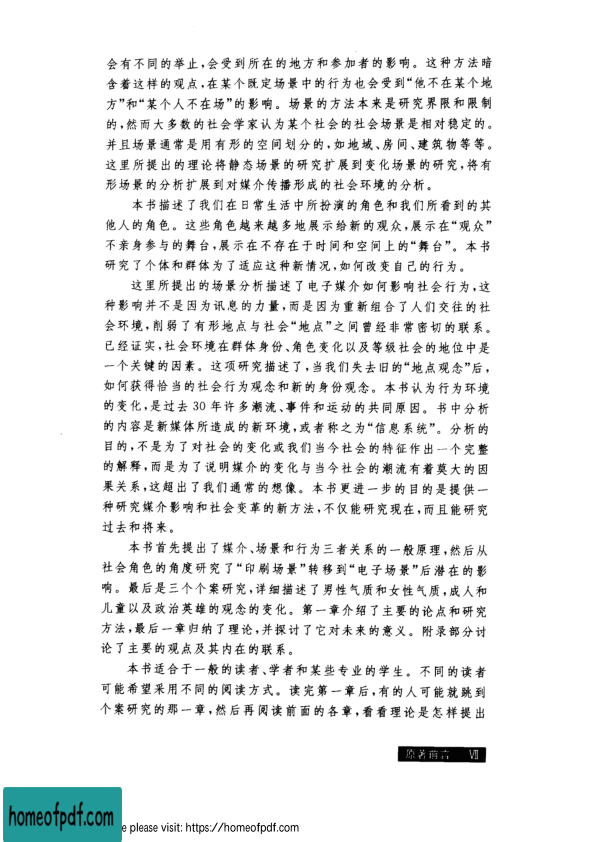 会有不同的举止,会受到所在的地方和参加者的影响。这种方法暗
含着这样的观点,在某个既定场景中的行为也会受到“他不在某个地
方”和“某个人不在场”的影响。场景的方法本来是研究界限和限制
的,然而大多数的社会学家认为某个社会的社会场景是相对稳定的。
并且场景通常是用有形的空间划分的,如地域、房间、建筑物等等。
这里所提出的理论将静态场景的研究扩展到变化场景的研究,将有
形场景的分析扩展到对媒介传播形成的社会环境的分析。
本书描述了我们在日常生活中所扮演的角色和我们所看到的其
他人的角色。这些角色越来越多地展示给新的观众,展示在“观众”
不亲身参与的舞台,展示在不存在于时间和空间上的“舞台”。本书
研究了个体和群体为了适应这种新情况,如何改变自己的行为。
这里所提出的场景分析描述了电子媒介如何影响社会行为,这
种影响并不是因为讯息的力量,而是因为重新组合了人们交往的社
会环境,削弱了有形地点与社会“地点”之间曾经非常密切的联系。
已经证实,社会环境在群体身份、角色变化以及等级社会的地位中是
一个关键的因素。这项研究描述了,当我们失去旧的“地点观念”后,
如何获得恰当的社会行为观念和新的身份观念。本书认为行为环境
的变化,是过去 30 年许多潮流、事件和运动的共同原因。书中分析
的内容是新媒体所造成的新环境,或者称之为“信息系统”。分析的
目的,不是为了对社会的变化或我们当今社会的特征作出一个完整
的解释,而是为了说明媒介的变化与当今社会的潮流有着莫大的因
果关系,这超出了我们通常的想像。本书更进一步的目的是提供一
种研究媒介影响和社会变革的新方法,不仅能研究现在,而且能研究
过去和将来。
本书首先提出了媒介、场景和行为三者关系的一般原理,然后从
社会角色的角度研究了“印刷场景”转移到“电子场景”后潜在的影
响。最后是三个个案研究,详细描述了男性气质和女性气质,成人和
儿童以及政治英雄的观念的变化。第一章介绍了主要的论点和研究
方法,最后一章归纳了理论,并探讨了它对未来的意义。附录部分讨
论了主要的观点及其内在的联系。
本书适合于一般的读者、学者和某些专业的学生。不同的读者
可能希望采用不同的阅读方式。读完第一章后,有的人可能就跳到
个案研究的那一章,然后再阅读前面的各章,看看理论是怎样提出
原著前言 Ⅶ
homeofpdf.com
e please visit: https://homeofpdf.com